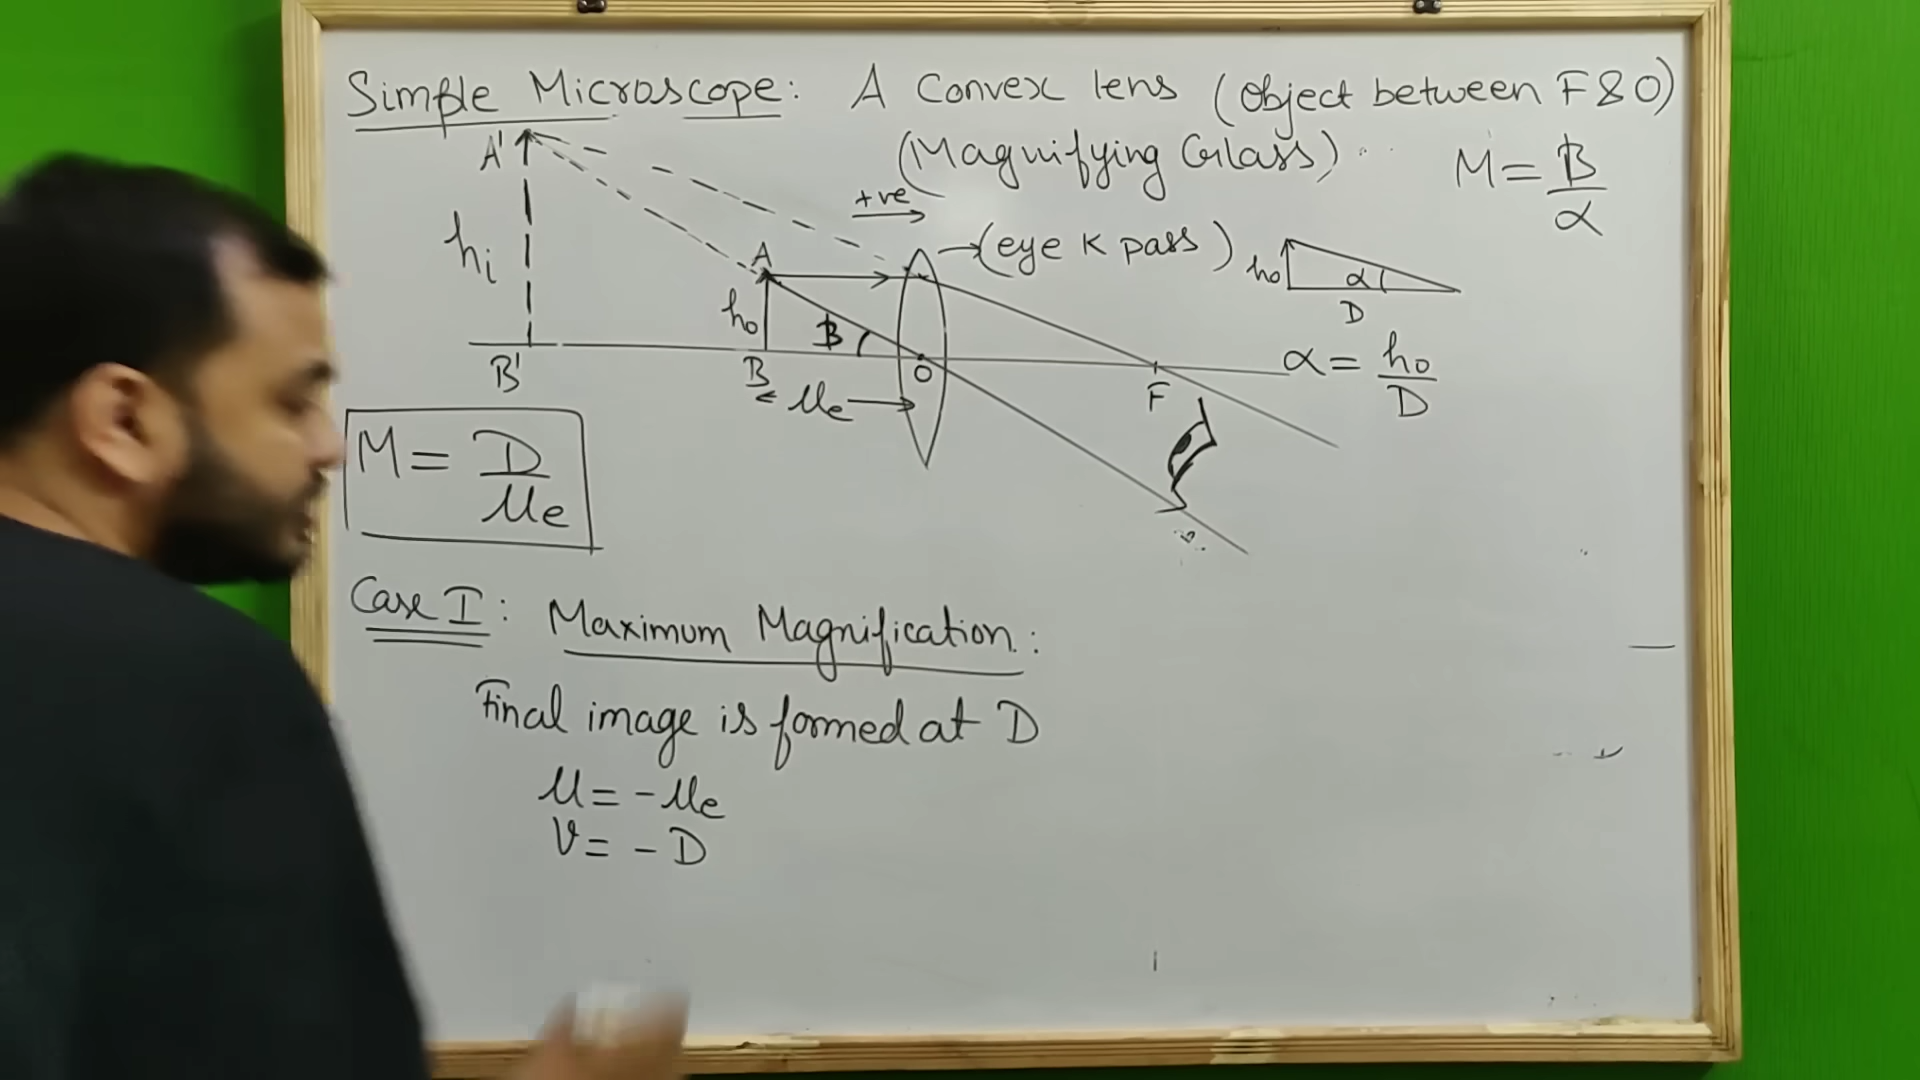 Simple Microscope: A Convex lens (Object between F & O)
(Magnifying Glass)
M = β/α
A'
hi
B'
+ve
A
ho
β
B
ue
O
F
→(eye k pass)
ho
α
D
α = ho/D
M = D/ue
Case I: Maximum Magnification:
Final image is formed at D
u = -ue
v = - D